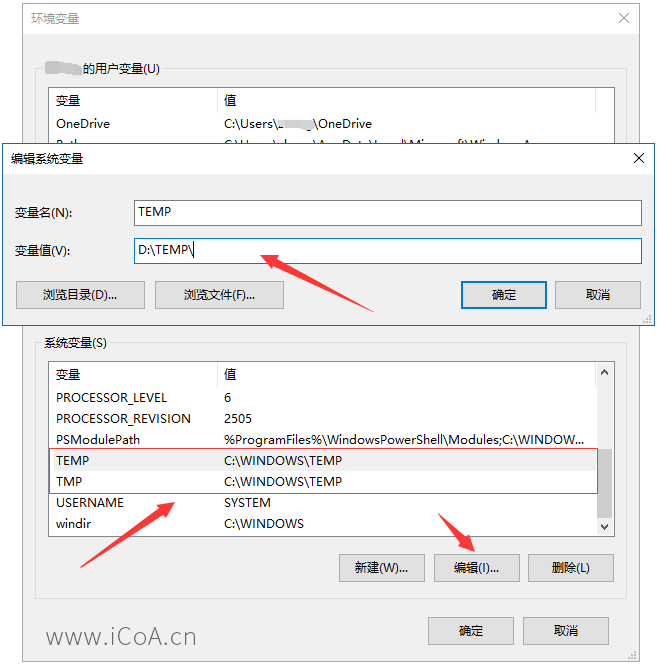 环境变量
的用户变量(U)
变量 值
OneDrive C:\Users\ \OneDrive
编辑系统变量
变量名(N): TEMP
变量值(V): D:\TEMP\
浏览目录(D)... 浏览文件(F)... 确定 取消
系统变量(S)
变量 值
PROCESSOR_LEVEL 6
PROCESSOR_REVISION 2505
PSModulePath %ProgramFiles%\WindowsPowerShell\Modules;C:\WINDOW...
TEMP C:\WINDOWS\TEMP
TMP C:\WINDOWS\TEMP
USERNAME SYSTEM
windir C:\WINDOWS
新建(W)... 编辑(I)... 删除(L)
www.iCoA.cn
确定 取消